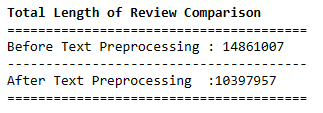 Total Length of Review Comparison
=======================================
Before Text Preprocessing : 14861007
---------------------------------------
After Text Preprocessing  :10397957
=======================================